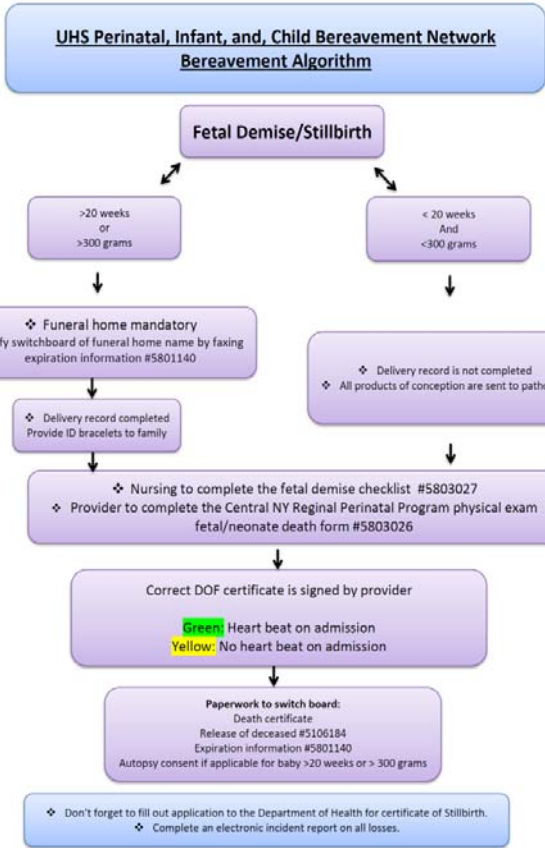 UHS Perinatal, Infant, and, Child Bereavement Network
Bereavement Algorithm
Fetal Demise/Stillbirth
>20 weeks
or
>300 grams
< 20 weeks
And
<300 grams
❖ Funeral home mandatory
switchboard of funeral home name by faxing
expiration information #5801140
❖ Delivery record completed
Provide ID bracelets to family
❖ Delivery record is not completed
❖ All products of conception are sent to
❖ Nursing to complete the fetal demise checklist #5803027
❖ Provider to complete the Central NY Reginal Perinatal Program physical exam
fetal/neonate death form #5803026
Correct DOF certificate is signed by provider
Green: Heart beat on admission
Yellow: No heart beat on admission
Paperwork to switch board:
Death certificate
Release of deceased #5106184
Expiration information #5801140
Autopsy consent if applicable for baby >20 weeks or > 300 grams
❖ Don't forget to fill out application to the Department of Health for certificate of Stillbirth.
❖ Complete an electronic incident report on all losses.